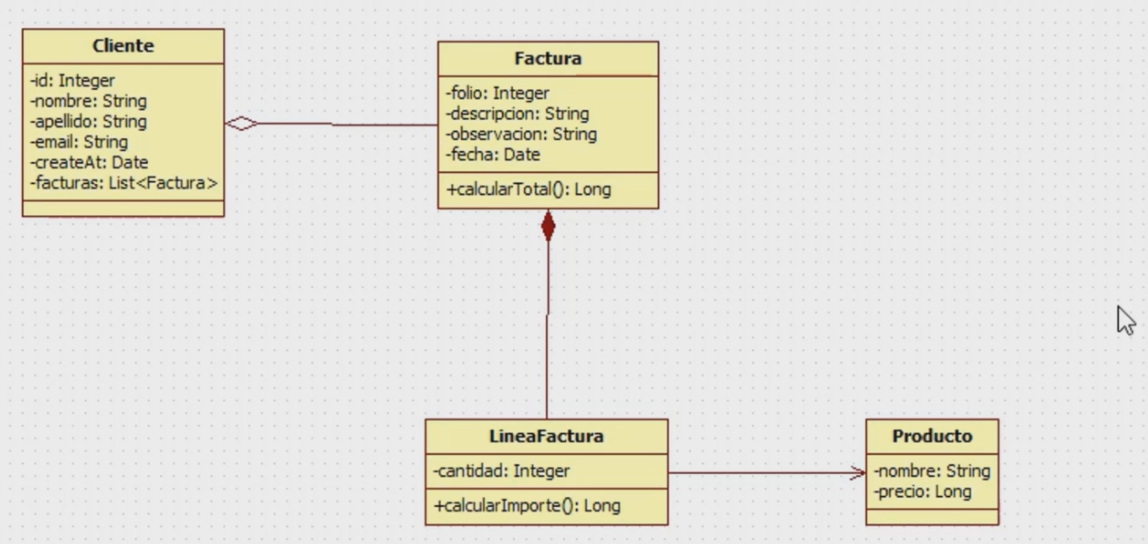 Cliente
-id: Integer
-nombre: String
-apellido: String
-email: String
-createAt: Date
-facturas: List<Factura>
Factura
-folio: Integer
-descripcion: String
-observacion: String
-fecha: Date
+calcularTotal(): Long
LineaFactura
-cantidad: Integer
+calcularImporte(): Long
Producto
-nombre: String
-precio: Long